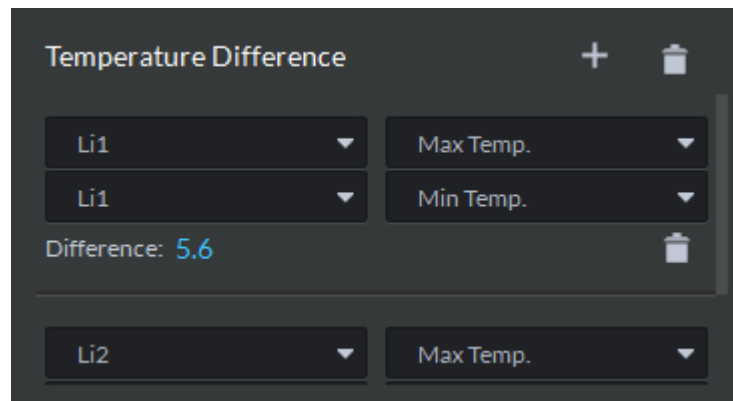 Temperature Difference
Li1 Max Temp.
Li1 Min Temp.
Difference: 5.6
Li2 Max Temp.